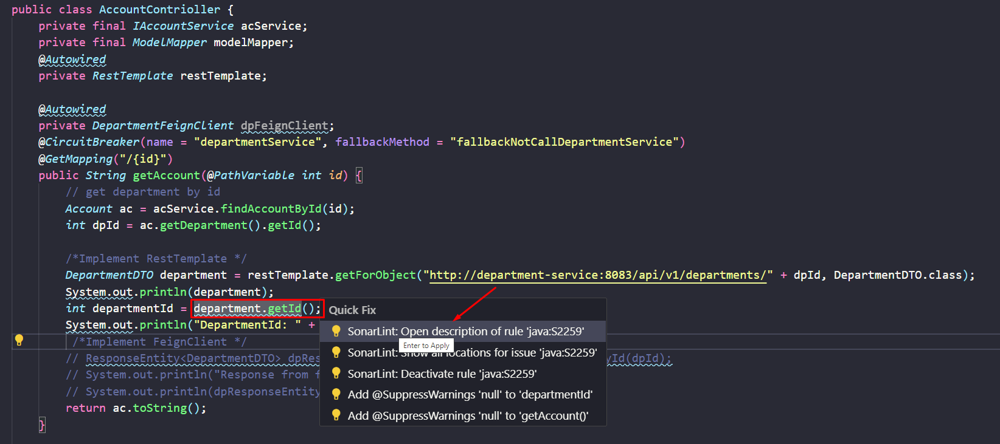 public class AccountContrioller {
private final IAccountService acService;
private final ModelMapper modelMapper;
@Autowired
private RestTemplate restTemplate;
@Autowired
private DepartmentFeignClient dpFeignClient;
@CircuitBreaker(name = "departmentService", fallbackMethod = "fallbackNotCallDepartmentService")
@GetMapping("/{id}")
public String getAccount(@PathVariable int id) {
// get department by id
Account ac = acService.findAccountById(id);
int dpId = ac.getDepartment().getId();
/*Implement RestTemplate */
DepartmentDTO department = restTemplate.getForObject("http://department-service:8083/api/v1/departments/" + dpId, DepartmentDTO.class);
System.out.println(department);
int departmentId = department.getId();
System.out.println("DepartmentId: " +
/*Implement FeignClient */
// ResponseEntity<DepartmentDTO> dpRes yId(dpId);
// System.out.println("Response from f
// System.out.println(dpResponseEntity
return ac.toString();
}
Quick Fix
SonarLint: Open description of rule 'java:S2259'
Enter to Apply
SonarLint: Show all locations for issue 'java:S2259'
SonarLint: Deactivate rule 'java:S2259'
Add @SuppressWarnings 'null' to 'departmentId'
Add @SuppressWarnings 'null' to 'getAccount()'